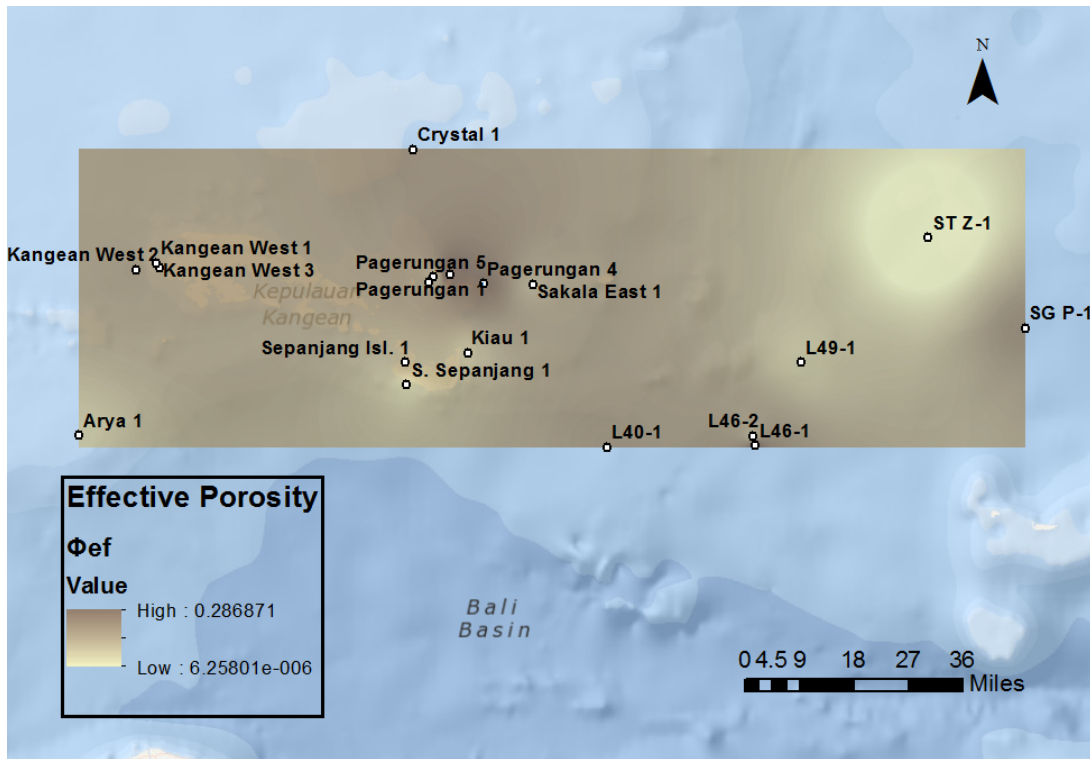 N
Crystal 1
ST Z-1
Kangean West 2
Kangean West 1
Kangean West 3
Pagerungan 5
Pagerungan 4
Pagerungan 1
Sakala East 1
Kepulauan
Kangean
SG P-1
Kiau 1
Sepanjang Isl. 1
L49-1
S. Sepanjang 1
Arya 1
L40-1
L46-2
L46-1
Effective Porosity
Φef
Value
High : 0.286871
Low : 6.25801e-006
Bali
Basin
0 4.5 9 18 27 36
Miles